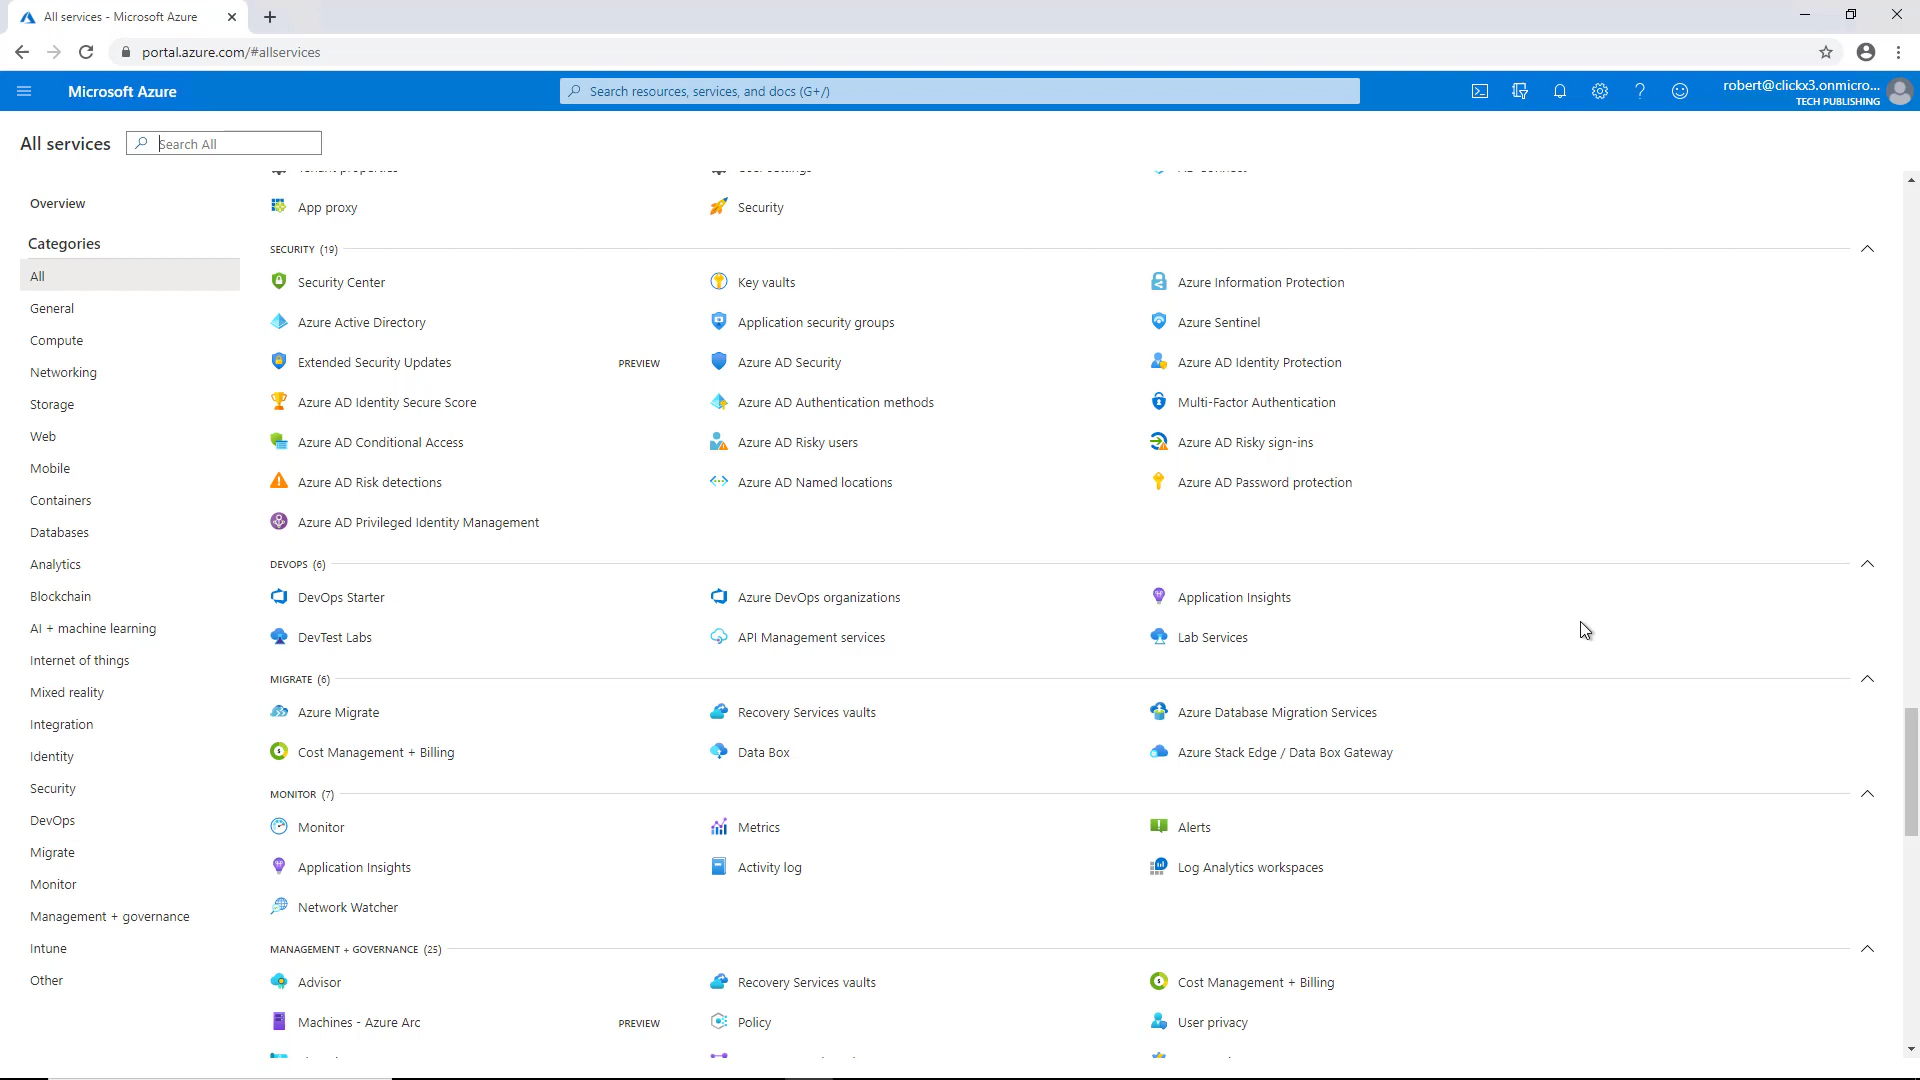 All services - Microsoft Azure
portal.azure.com/#allservices
Microsoft Azure
Search resources, services, and docs (G+/)
robert@clickx3.onmicro...
TECH PUBLISHING
All services
Search All
Overview
Categories
All
General
Compute
Networking
Storage
Web
Mobile
Containers
Databases
Analytics
Blockchain
AI + machine learning
Internet of things
Mixed reality
Integration
Identity
Security
DevOps
Migrate
Monitor
Management + governance
Intune
Other
App proxy
Security
SECURITY (19)
Security Center
Key vaults
Azure Information Protection
Azure Active Directory
Application security groups
Azure Sentinel
Extended Security Updates PREVIEW
Azure AD Security
Azure AD Identity Protection
Azure AD Identity Secure Score
Azure AD Authentication methods
Multi-Factor Authentication
Azure AD Conditional Access
Azure AD Risky users
Azure AD Risky sign-ins
Azure AD Risk detections
Azure AD Named locations
Azure AD Password protection
Azure AD Privileged Identity Management
DEVOPS (6)
DevOps Starter
Azure DevOps organizations
Application Insights
DevTest Labs
API Management services
Lab Services
MIGRATE (6)
Azure Migrate
Recovery Services vaults
Azure Database Migration Services
Cost Management + Billing
Data Box
Azure Stack Edge / Data Box Gateway
MONITOR (7)
Monitor
Metrics
Alerts
Application Insights
Activity log
Log Analytics workspaces
Network Watcher
MANAGEMENT + GOVERNANCE (25)
Advisor
Recovery Services vaults
Cost Management + Billing
Machines - Azure Arc PREVIEW
Policy
User privacy